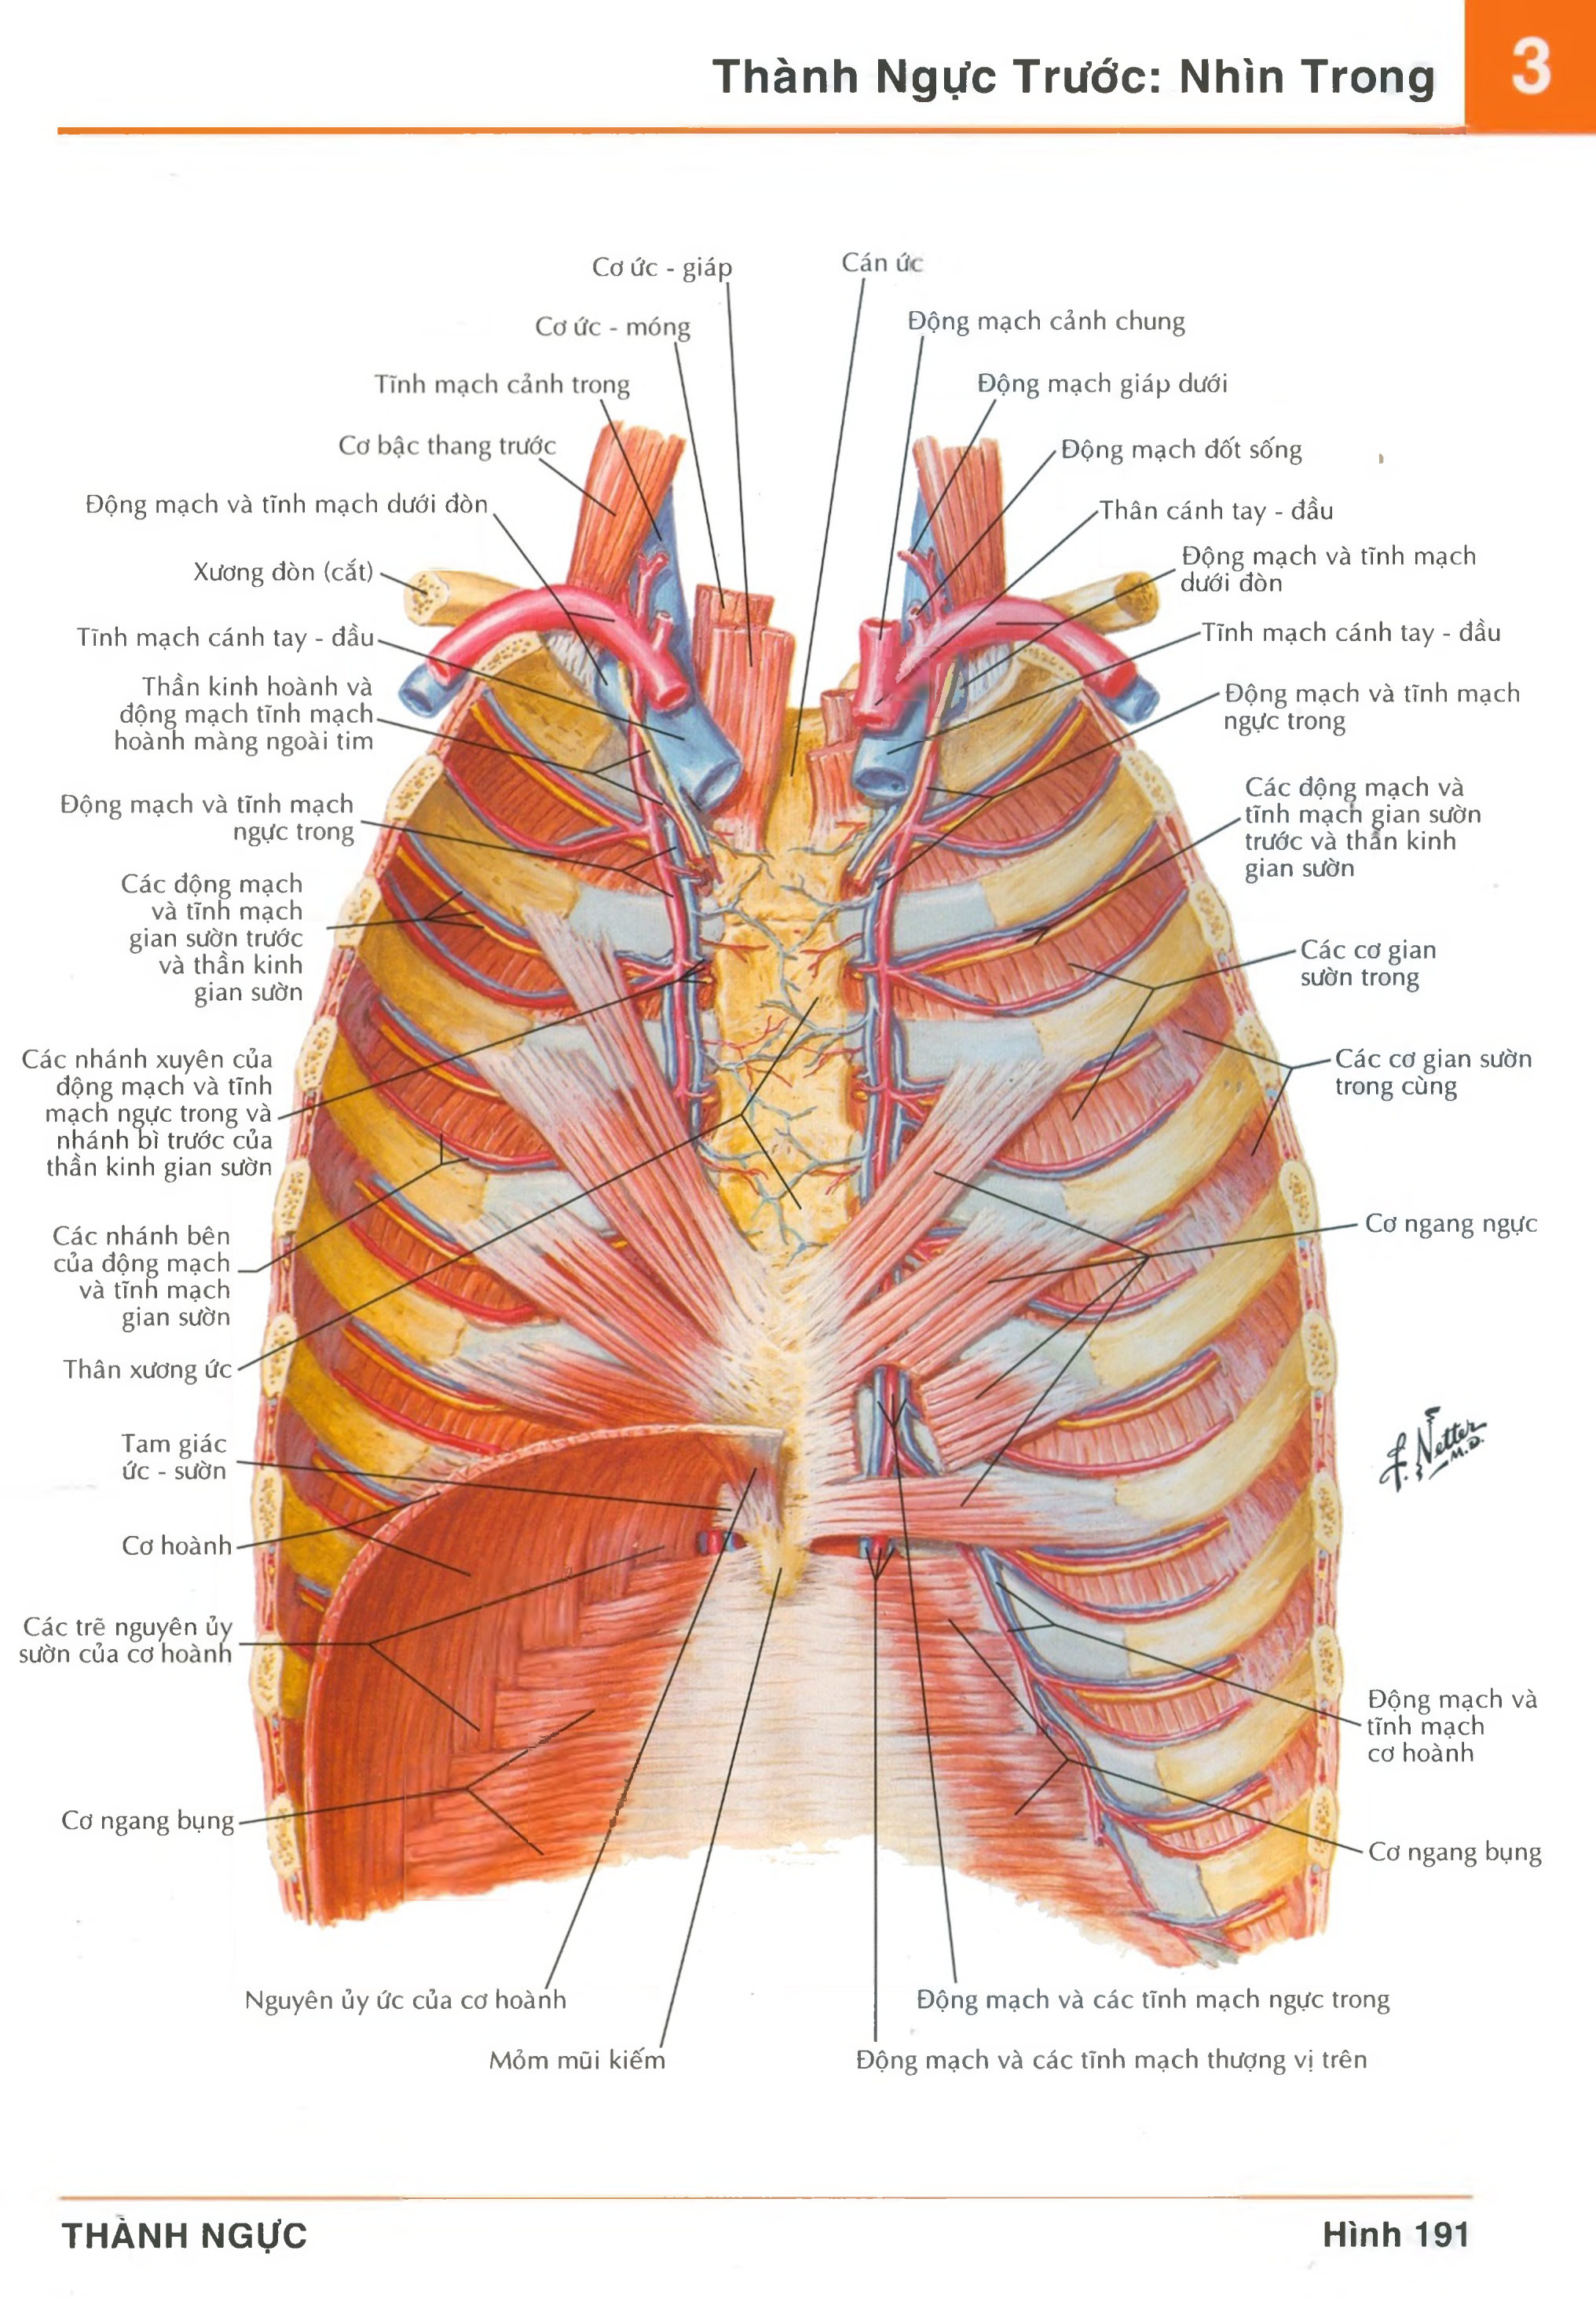 Thành Ngực Trước: Nhìn Trong
3
Cơ ức - giáp
Cán ức
Cơ ức - móng
Động mạch cảnh chung
Tĩnh mạch cảnh trong
Động mạch giáp dưới
Cơ bậc thang trước
Động mạch đốt sống
Động mạch và tĩnh mạch dưới đòn
Thân cánh tay - đầu
Xương đòn (cắt)
Động mạch và tĩnh mạch
dưới đòn
Tĩnh mạch cánh tay - đầu
Tĩnh mạch cánh tay - đầu
Thần kinh hoành và
động mạch tĩnh mạch
hoành màng ngoài tim
Động mạch và tĩnh mạch
ngực trong
Động mạch và tĩnh mạch
ngực trong
Các động mạch và
tĩnh mạch gian sườn
trước và thần kinh
gian sườn
Các động mạch
và tĩnh mạch
gian sườn trước
và thần kinh
gian sườn
Các cơ gian
sườn trong
Các nhánh xuyên của
động mạch và tĩnh
mạch ngực trong và
nhánh bì trước của
thần kinh gian sườn
Các cơ gian sườn
trong cùng
Các nhánh bên
của động mạch
và tĩnh mạch
gian sườn
Cơ ngang ngực
Thân xương ức
Tam giác
ức - sườn
F. Netter
M.D.
Cơ hoành
Các trẽ nguyên ủy
sườn của cơ hoành
Động mạch và
tĩnh mạch
cơ hoành
Cơ ngang bụng
Cơ ngang bụng
Nguyên ủy ức của cơ hoành
Động mạch và các tĩnh mạch ngực trong
Mỏm mũi kiếm
Động mạch và các tĩnh mạch thượng vị trên
THÀNH NGỰC
Hình 191